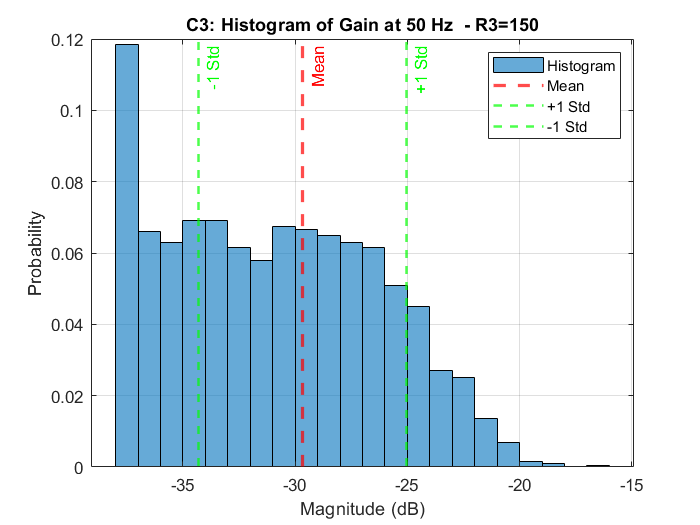 C3: Histogram of Gain at 50 Hz - R3=150
0.12
0.1
0.08
0.06
0.04
0.02
0
Probability
-1 Std
Mean
+1 Std
Histogram
Mean
+1 Std
-1 Std
-35
-30
-25
-20
-15
Magnitude (dB)